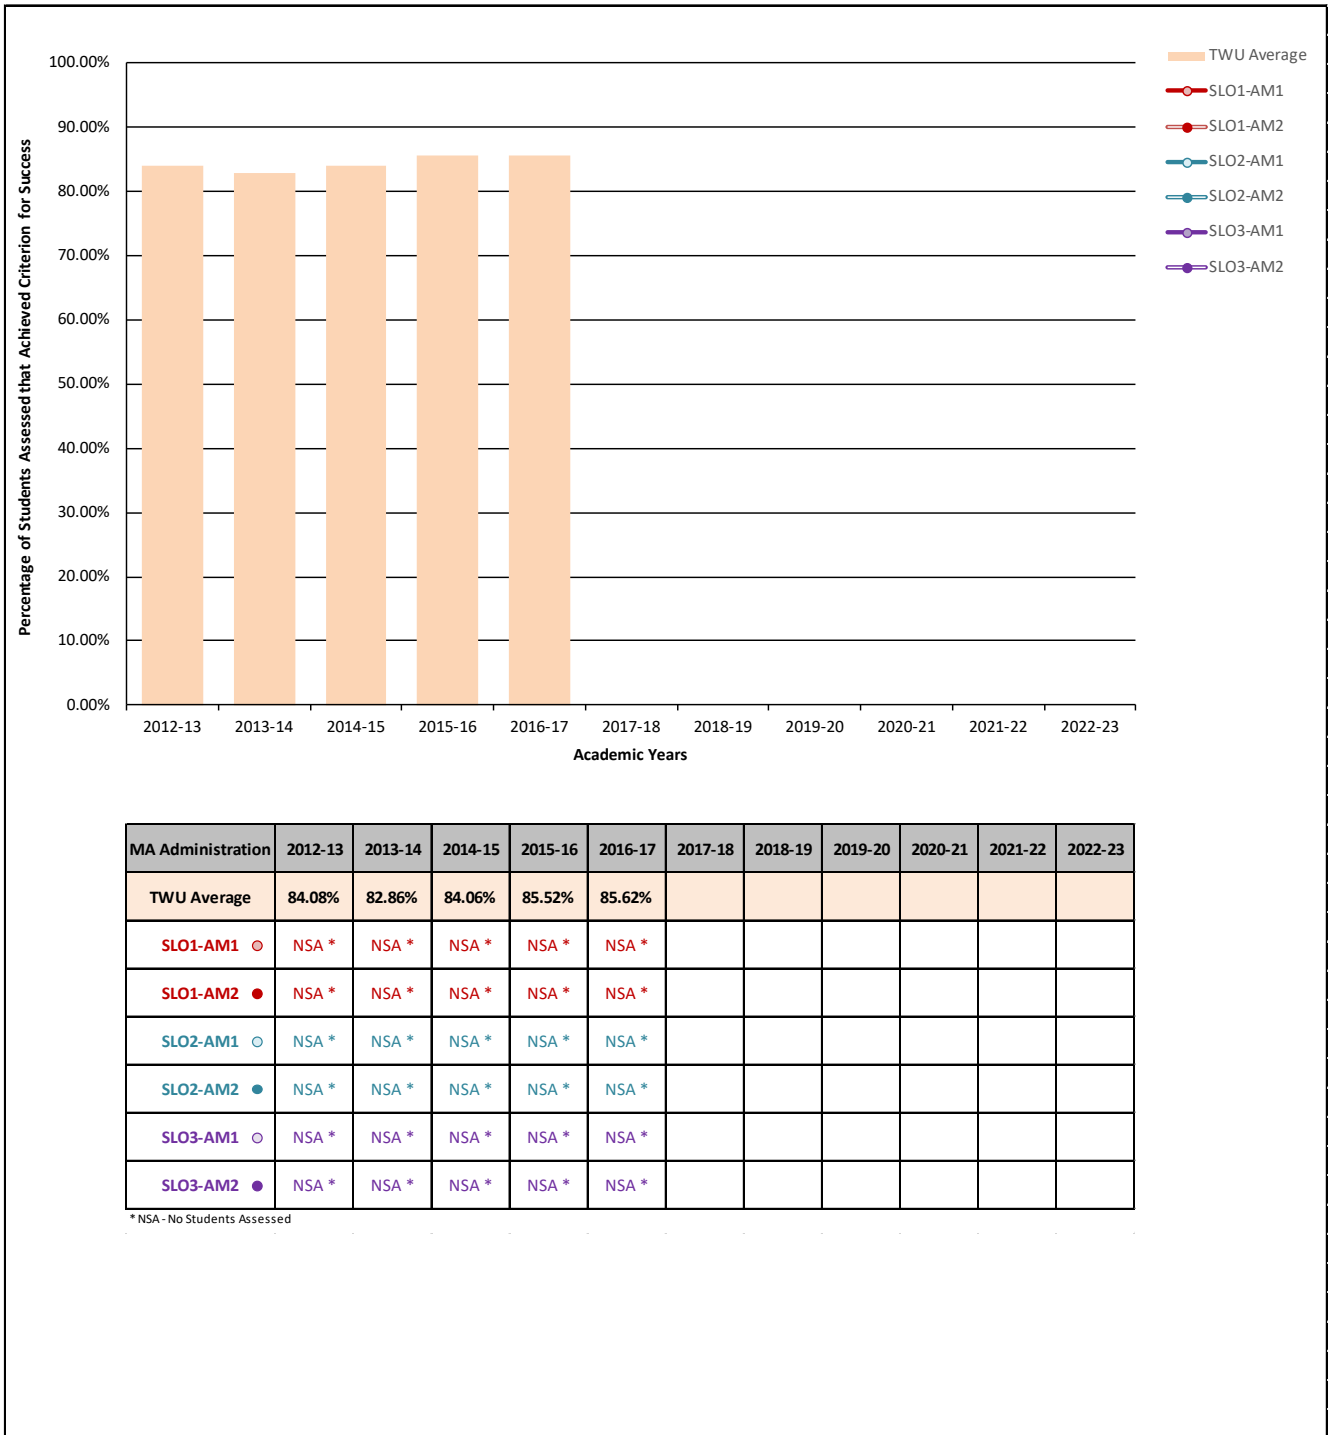 100.00%
90.00%
80.00%
70.00%
60.00%
50.00%
40.00%
30.00%
20.00%
10.00%
0.00%
Percentage of Students Assessed that Achieved Criterion for Success
2012-13 2013-14 2014-15 2015-16 2016-17 2017-18 2018-19 2019-20 2020-21 2021-22 2022-23
Academic Years
TWU Average
SLO1-AM1
SLO1-AM2
SLO2-AM1
SLO2-AM2
SLO3-AM1
SLO3-AM2
MA Administration 2012-13 2013-14 2014-15 2015-16 2016-17 2017-18 2018-19 2019-20 2020-21 2021-22 2022-23
TWU Average 84.08% 82.86% 84.06% 85.52% 85.62%
SLO1-AM1 NSA * NSA * NSA * NSA * NSA *
SLO1-AM2 NSA * NSA * NSA * NSA * NSA *
SLO2-AM1 NSA * NSA * NSA * NSA * NSA *
SLO2-AM2 NSA * NSA * NSA * NSA * NSA *
SLO3-AM1 NSA * NSA * NSA * NSA * NSA *
SLO3-AM2 NSA * NSA * NSA * NSA * NSA *
* NSA - No Students Assessed